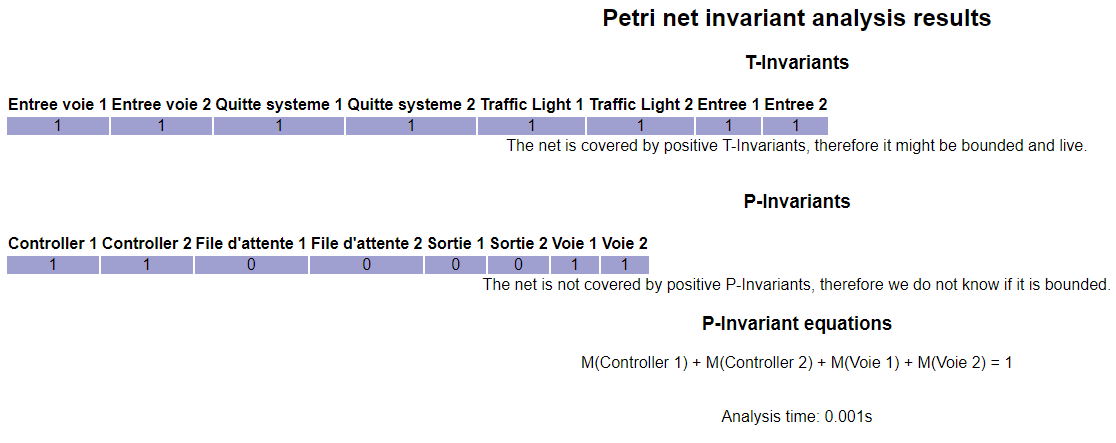 Petri net invariant analysis results
T-Invariants
Entree voie 1 Entree voie 2 Quitte systeme 1 Quitte systeme 2 Traffic Light 1 Traffic Light 2 Entree 1 Entree 2
1 1 1 1 1 1 1 1
The net is covered by positive T-Invariants, therefore it might be bounded and live.
P-Invariants
Controller 1 Controller 2 File d'attente 1 File d'attente 2 Sortie 1 Sortie 2 Voie 1 Voie 2
1 1 0 0 0 0 1 1
The net is not covered by positive P-Invariants, therefore we do not know if it is bounded.
P-Invariant equations
M(Controller 1) + M(Controller 2) + M(Voie 1) + M(Voie 2) = 1
Analysis time: 0.001s